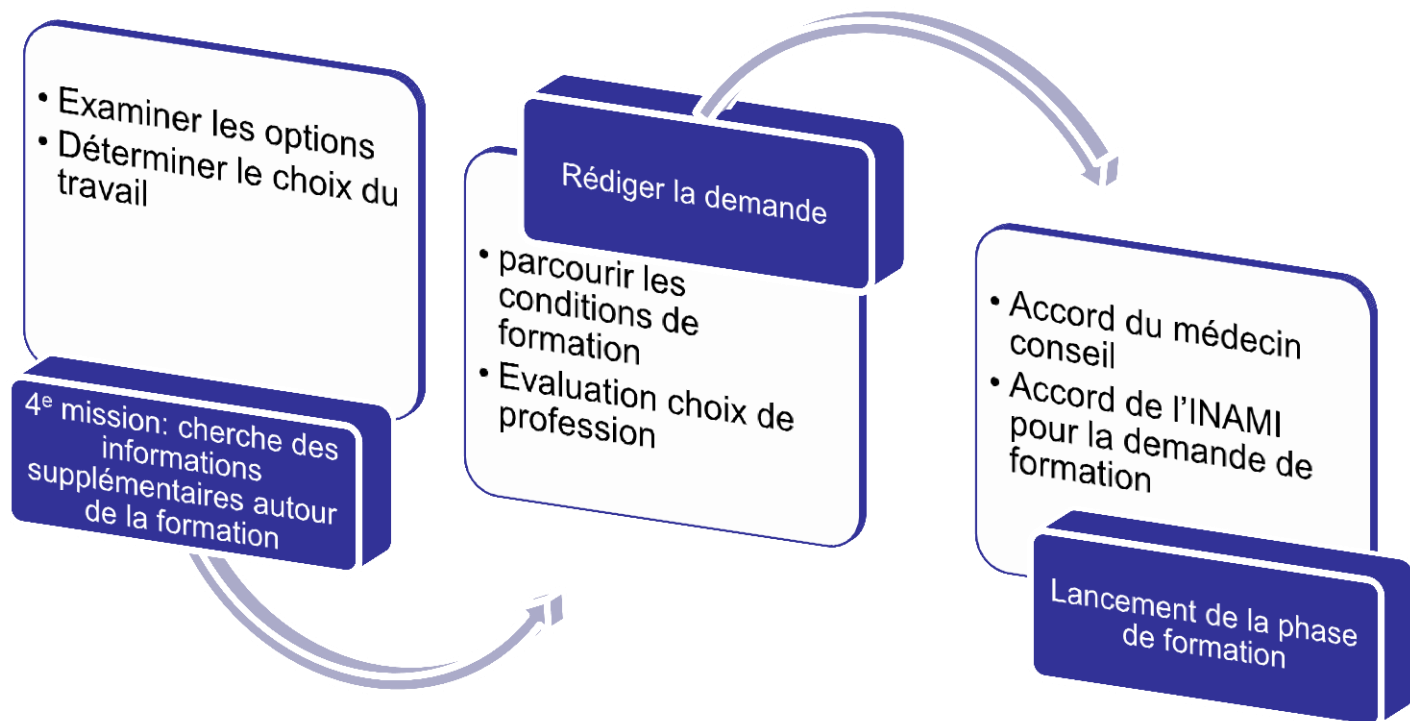 • Examiner les options
• Déterminer le choix du
travail
4e mission: cherche des
informations
supplémentaires autour
de la formation
Rédiger la demande
• parcourir les
conditions de
formation
• Evaluation choix de
profession
• Accord du médecin
conseil
• Accord de l'INAMI
pour la demande de
formation
Lancement de la phase
de formation